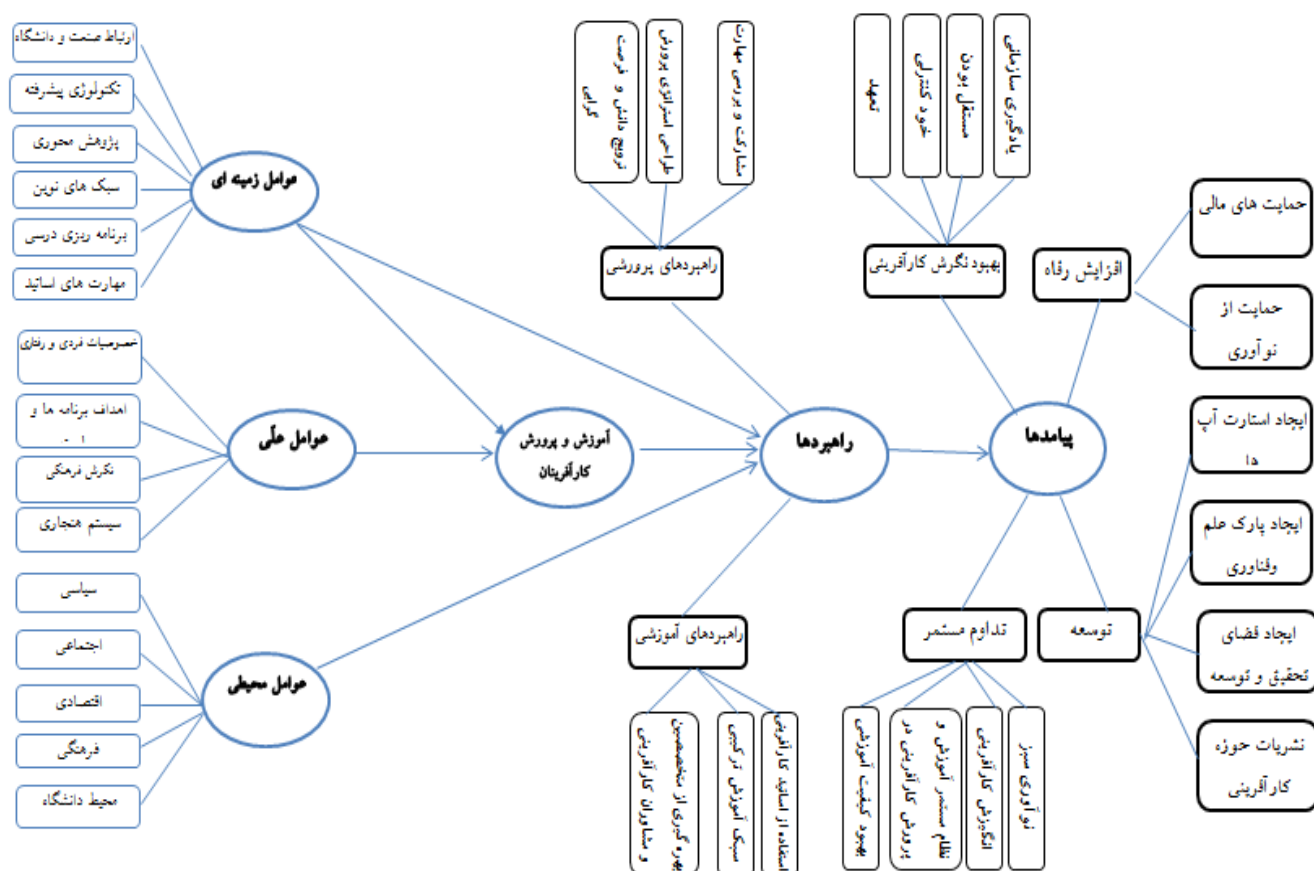 ارتباط صنعت و دانشگاه
تکنولوژی پیشرفته
پژوهش محوری
سبک های نوین
برنامه ریزی درسی
مهارت های اساتید
عوامل زمینه ای
خصوصیات فردی و رفتاری
اهداف برنامه ها و
نگرش فرهنگی
سیستم هنجاری
عوامل علّی
سیاسی
اجتماعی
اقتصادی
فرهنگی
محیط دانشگاه
عوامل محیطی
آموزش و پرورش
کارآفرینان
راهبردها
راهبردهای پرورشی
مشارکت و بررسی مهارت
طراحی استراتژی پرورش
ترویج دانش و فرصت
گرایی
راهبردهای آموزشی
استفاده از اساتید کارآفرینی
سبک آموزش ترکیبی
بهره گیری از متخصصین
و مشاوران کارآفرینی
پیامدها
بهبود نگرش کارآفرینی
یادگیری سازمانی
مستقل بودن
خود کنترلی
تعهد
افزایش رفاه
حمایت های مالی
حمایت از
نوآوری
تداوم مستمر
نوآوری سبز
انگیزش کارآفرینی
نظام مستمر آموزش و
پرورش کارآفرینی در
بهبود کیفیت آموزشی
توسعه
ایجاد استارت آپ
ها
ایجاد پارک علم
وفناوری
ایجاد فضای
تحقیق و توسعه
نشریات حوزه
کارآفرینی